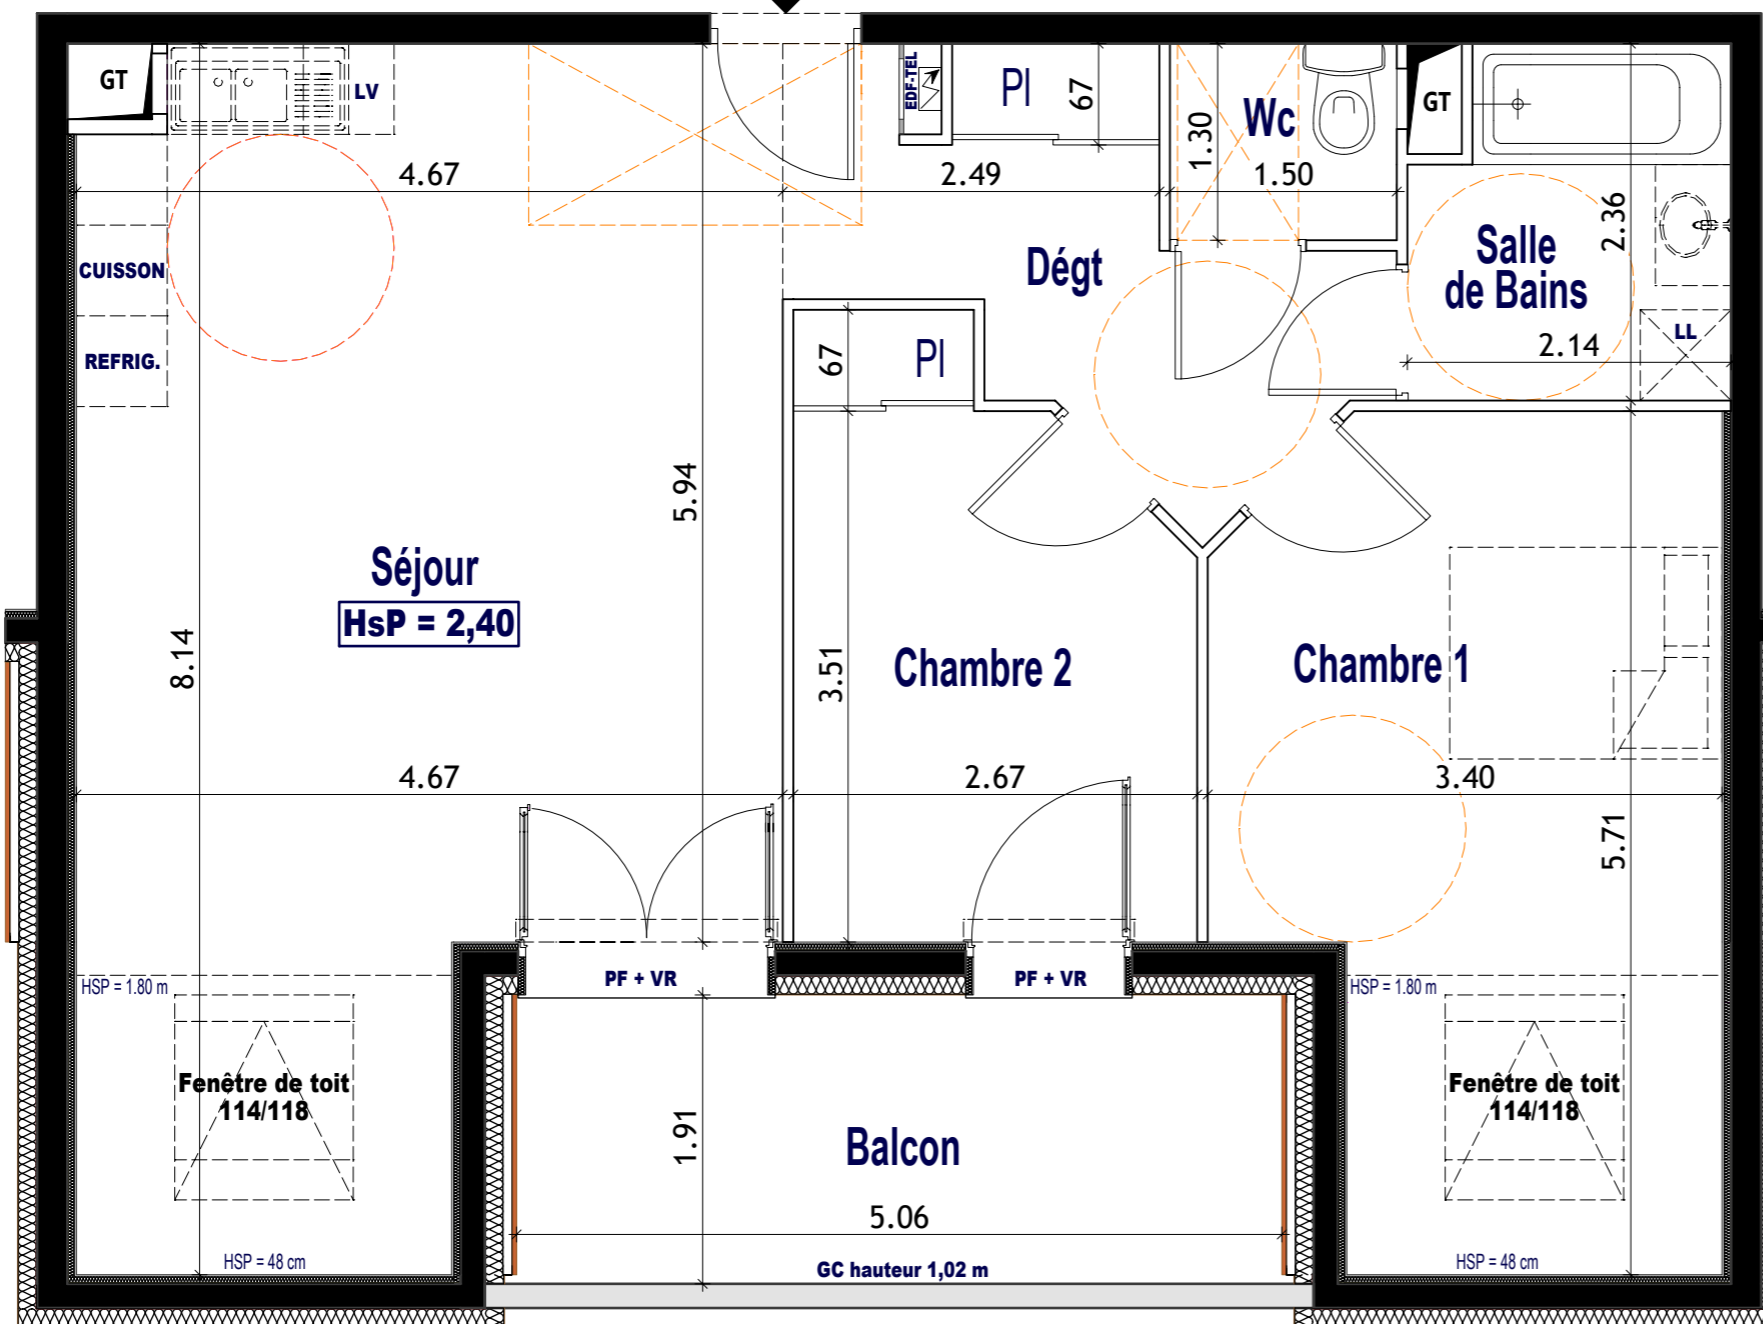 GT
LV
EDF-TEL
Pl
67
Wc
1.30
GT
4.67
2.49
1.50
2.36
CUISSON
Dégt
Salle
de Bains
REFRIG.
67
Pl
2.14
LL
5.94
Séjour
HsP = 2,40
8.14
3.51
Chambre 2
Chambre 1
4.67
2.67
3.40
5.71
HSP = 1.80 m
PF + VR
PF + VR
HSP = 1.80 m
Fenêtre de toit
114/118
Fenêtre de toit
114/118
1.91
Balcon
5.06
HSP = 48 cm
GC hauteur 1,02 m
HSP = 48 cm